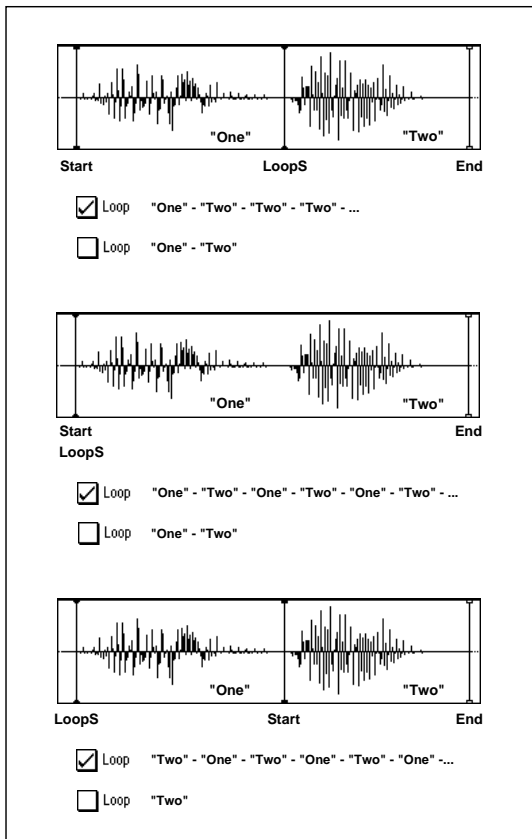 "One" "Two"
Start LoopS End
Loop "One" - "Two" - "Two" - "Two" - ...
Loop "One" - "Two"
"One" "Two"
Start End
LoopS
Loop "One" - "Two" - "One" - "Two" - "One" - "Two" - ...
Loop "One" - "Two"
"One" "Two"
LoopS Start End
Loop "Two" - "One" - "Two" - "One" - "Two" - "One" -...
Loop "Two"